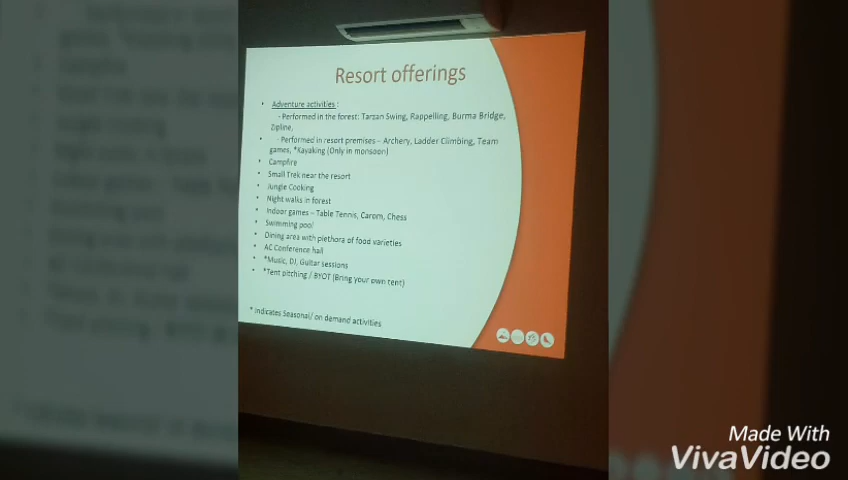 Resort offerings
• Adventure activities :
- Performed in the forest: Tarzan Swing, Rappelling, Burma Bridge,
Zipline,
• - Performed in resort premises – Archery, Ladder Climbing, Team
games, *Kayaking (Only in monsoon)
• Campfire
• Small Trek near the resort
• Jungle Cooking
• Night walks in forest
• Indoor games – Table Tennis, Carom, Chess
• Swimming pool
• Dining area with plethora of food varieties
• AC Conference hall
• *Music, DJ, Guitar sessions
• *Tent pitching / BYOT (Bring your own tent)
* Indicates Seasonal/ on demand activities
Made With
VivaVideo